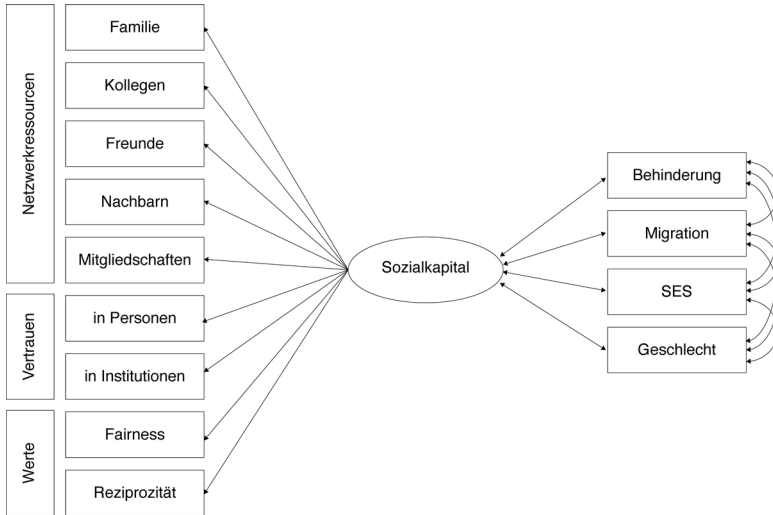 Netzwerkressourcen
Familie
Kollegen
Freunde
Nachbarn
Mitgliedschaften
Vertrauen
in Personen
in Institutionen
Werte
Fairness
Reziprozität
Sozialkapital
Behinderung
Migration
SES
Geschlecht